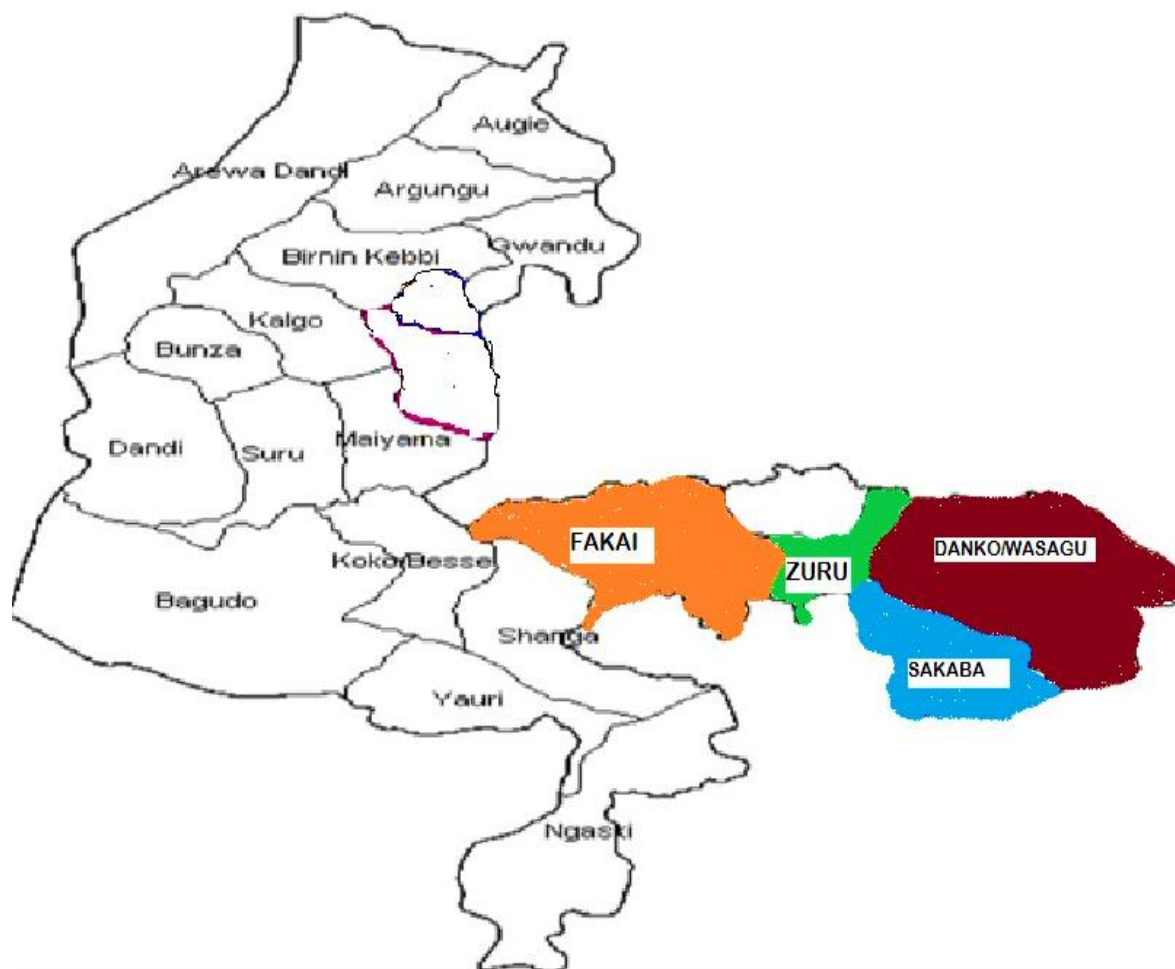 Augie
Arewa Dandi
Argungu
Gwandu
Birnin Kebbi
Kalgo
Bunza
Maiyama
Dandi
Suru
FAKAI
DANKO/WASAGU
Koko/Besse
ZURU
Bagudo
Shanga
SAKABA
Yauri
Ngaski